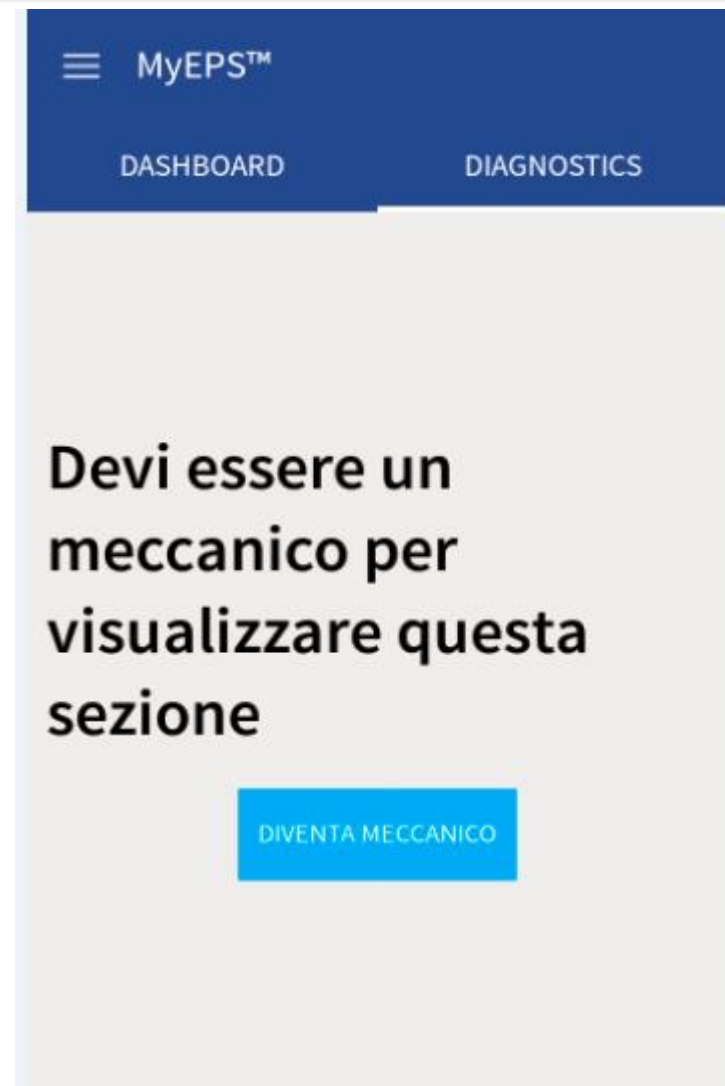 MyEPS™
DASHBOARD DIAGNOSTICS
Devi essere un
meccanico per
visualizzare questa
sezione
DIVENTA MECCANICO